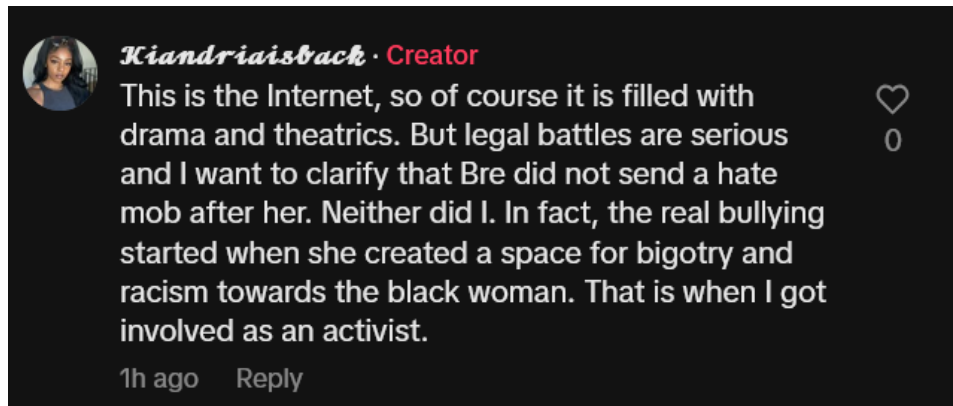 Kiandriaisback · Creator
This is the Internet, so of course it is filled with
drama and theatrics. But legal battles are serious
and I want to clarify that Bre did not send a hate
mob after her. Neither did I. In fact, the real bullying
started when she created a space for bigotry and
racism towards the black woman. That is when I got
involved as an activist.
0
1h ago Reply